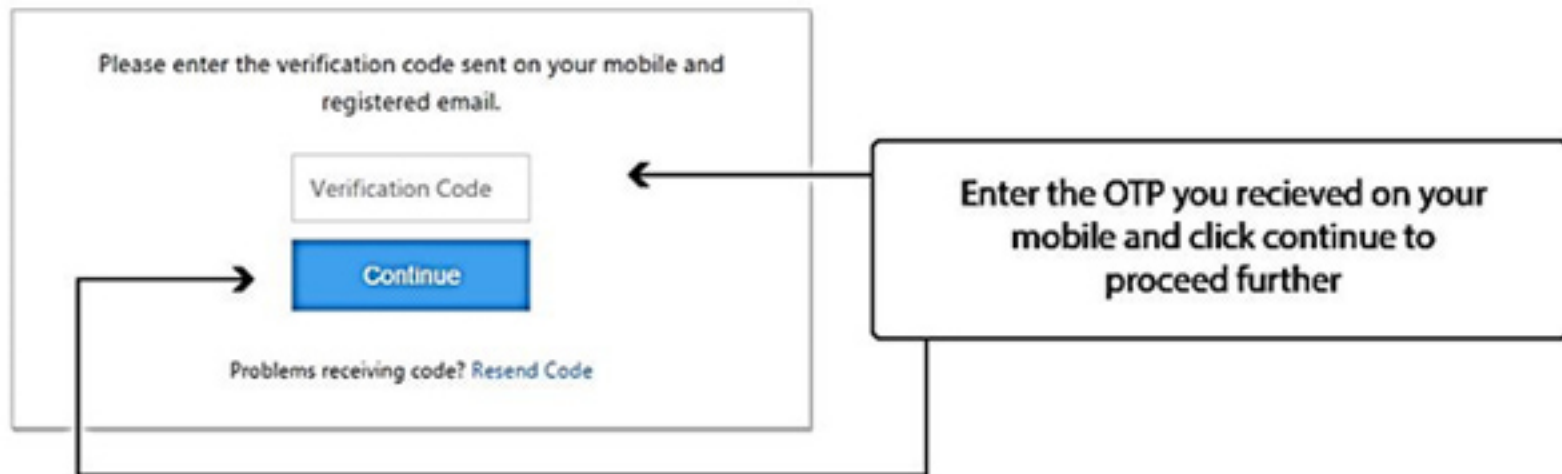 Please enter the verification code sent on your mobile and
registered email.
Verification Code
Continue
Problems receiving code? Resend Code
Enter the OTP you recieved on your
mobile and click continue to
proceed further